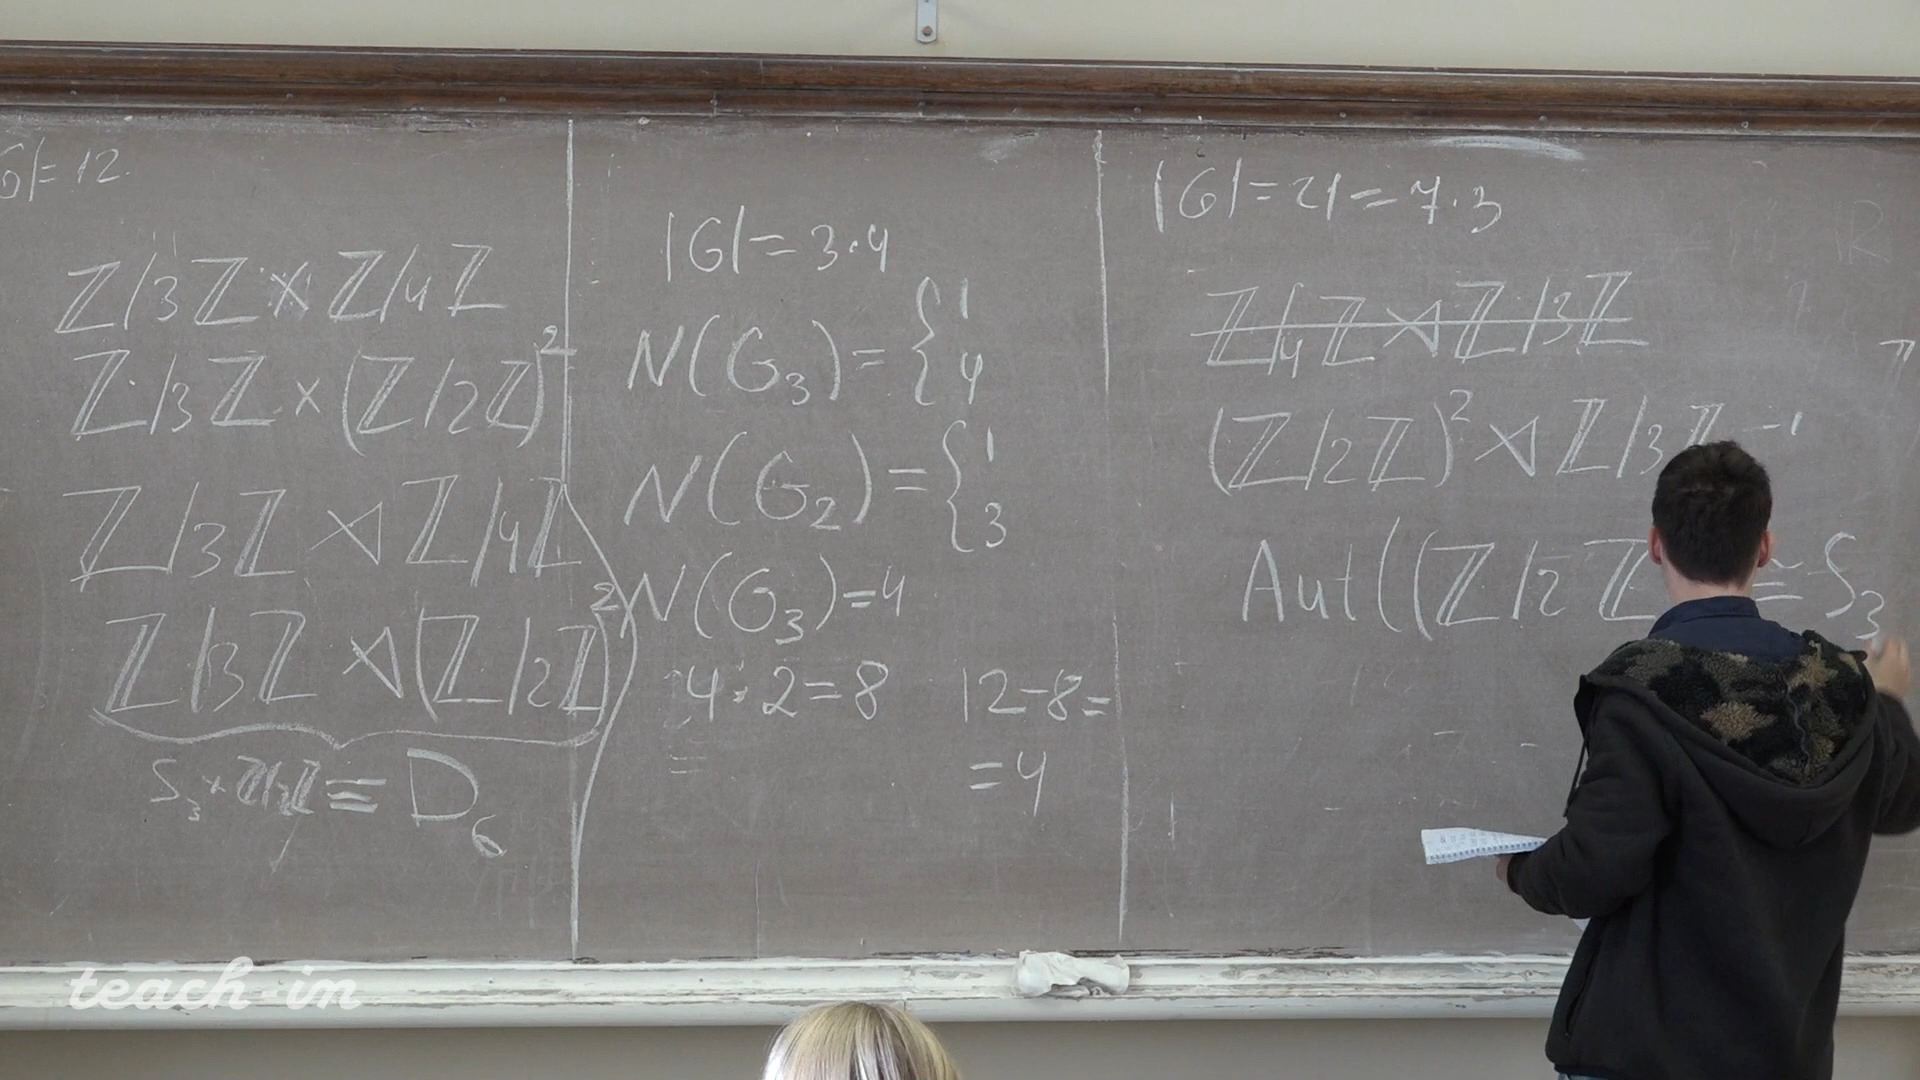 G|=12.
ℤ/3ℤ×ℤ/4ℤ
ℤ/3ℤ×(ℤ/2ℤ)²
ℤ/3ℤ⋊ℤ/4ℤ
ℤ/3ℤ⋊(ℤ/2ℤ)²
S₃×ℤ/2ℤ≅D₆
|G|=3·4
N(G₃)={1
4
N(G₂)={1
3
N(G₃)=4
4·2=8 12-8=
=4
|G|=21=7·3
ℤ/4ℤ⋊ℤ/3ℤ
(ℤ/2ℤ)²⋊ℤ/3ℤ-1
Aut((ℤ/2ℤ ≅S₃
teach-in